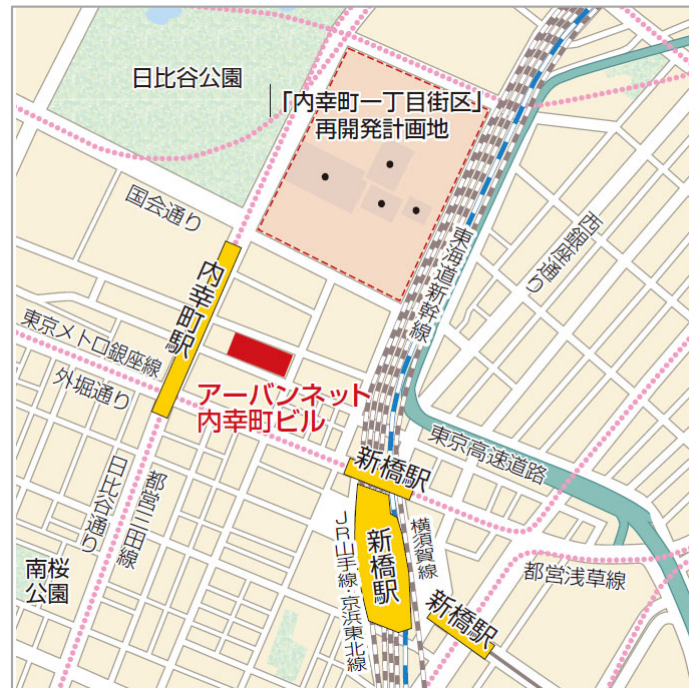 日比谷公園
「内幸町一丁目街区」
再開発計画地
国会通り
西銀座通り
東海道新幹線
内幸町駅
東京メトロ銀座線
外堀通り
アーバンネット
内幸町ビル
東京高速道路
新橋駅
日比谷通り
都営三田線
JR山手線・京浜東北線
新橋駅
横須賀線
都営浅草線
新橋駅
南桜
公園